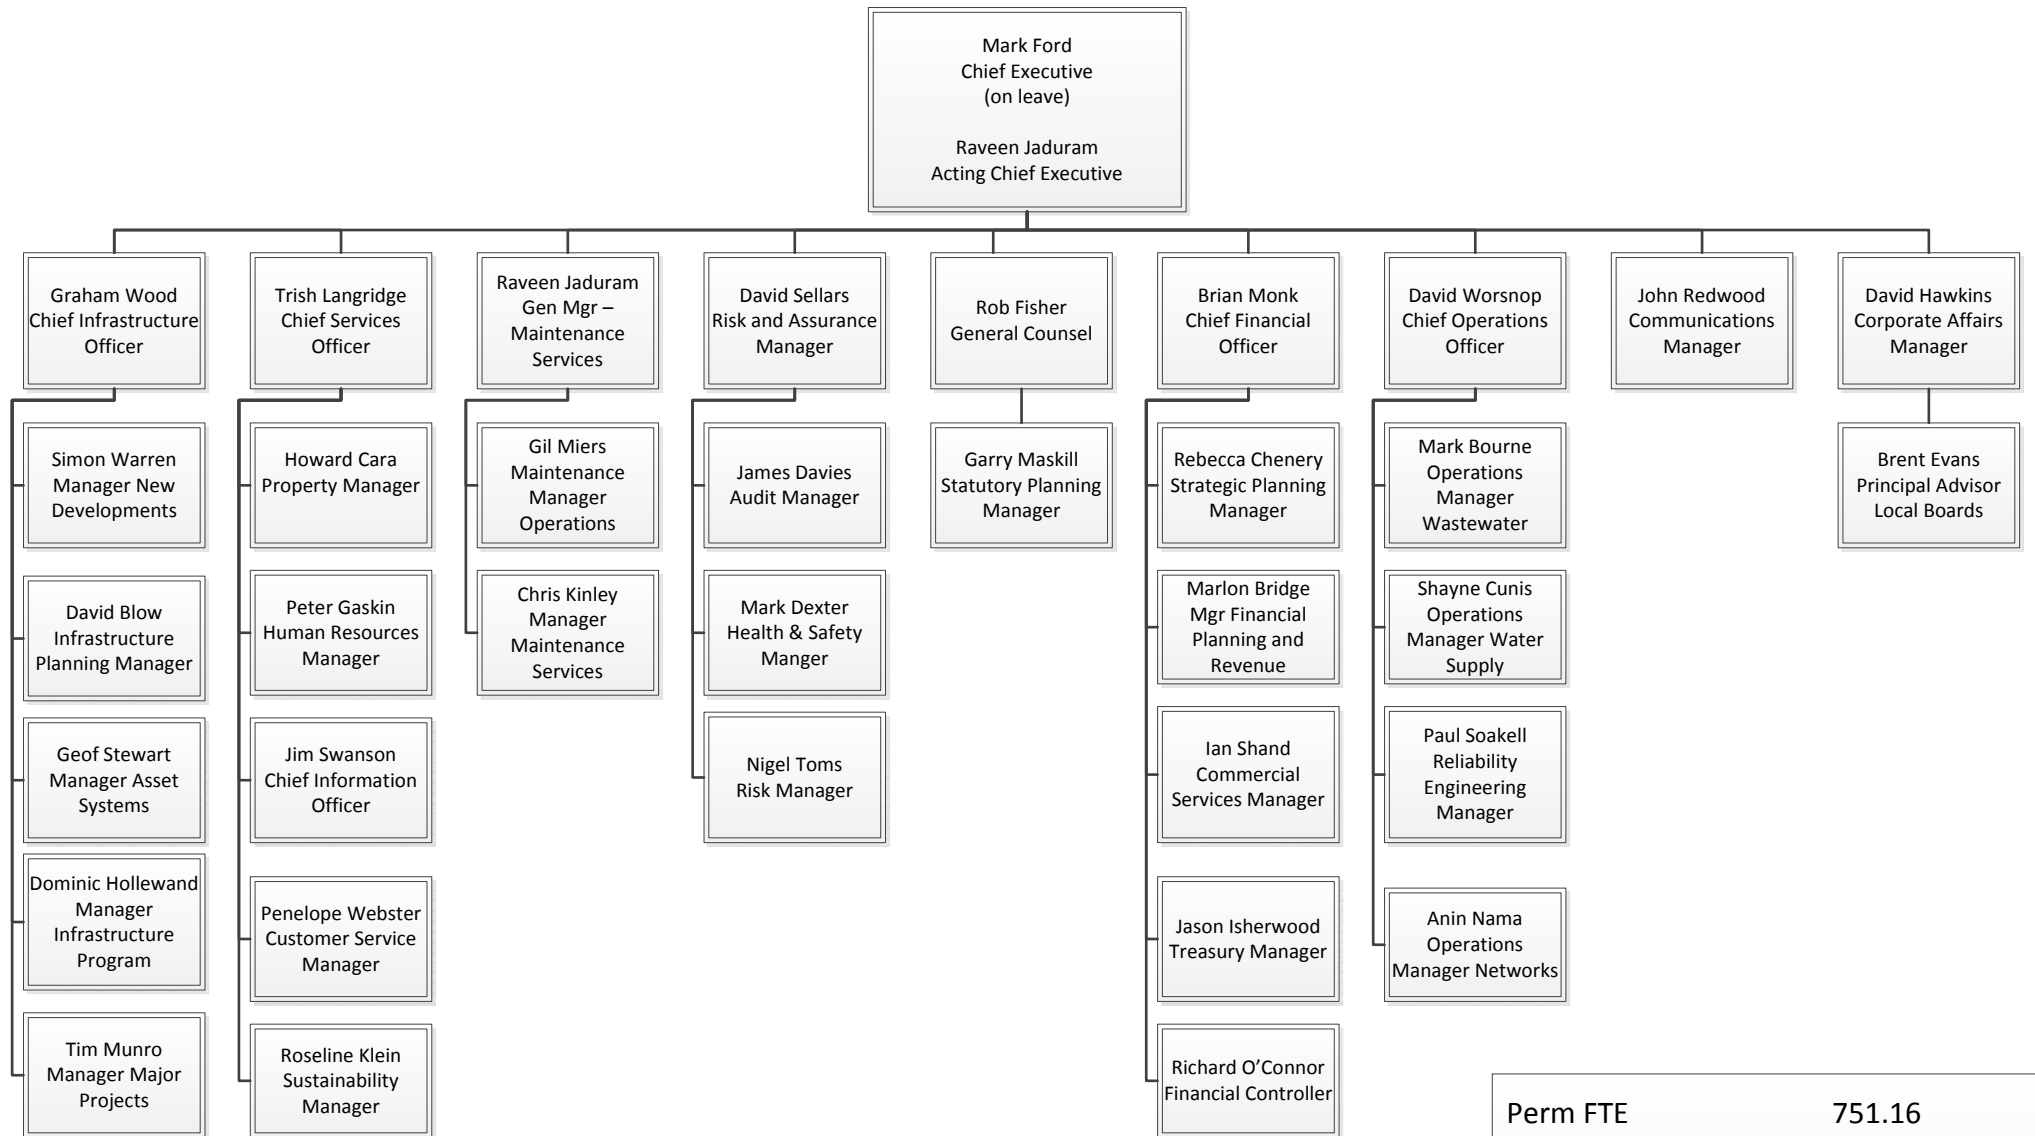 Mark Ford
Chief Executive
(on leave)
Raveen Jaduram
Acting Chief Executive
Graham Wood
Chief Infrastructure
Officer
Trish Langridge
Chief Services
Officer
Raveen Jaduram
Gen Mgr –
Maintenance
Services
David Sellars
Risk and Assurance
Manager
Rob Fisher
General Counsel
Brian Monk
Chief Financial
Officer
David Worsnop
Chief Operations
Officer
John Redwood
Communications
Manager
David Hawkins
Corporate Affairs
Manager
Simon Warren
Manager New
Developments
Howard Cara
Property Manager
Gil Miers
Maintenance
Manager
Operations
James Davies
Audit Manager
Garry Maskill
Statutory Planning
Manager
Rebecca Chenery
Strategic Planning
Manager
Mark Bourne
Operations
Manager
Wastewater
Brent Evans
Principal Advisor
Local Boards
David Blow
Infrastructure
Planning Manager
Peter Gaskin
Human Resources
Manager
Chris Kinley
Manager
Maintenance
Services
Mark Dexter
Health & Safety
Manger
Marlon Bridge
Mgr Financial
Planning and
Revenue
Shayne Cunis
Operations
Manager Water
Supply
Geof Stewart
Manager Asset
Systems
Jim Swanson
Chief Information
Officer
Nigel Toms
Risk Manager
Ian Shand
Commercial
Services Manager
Paul Soakell
Reliability
Engineering
Manager
Dominic Hollewand
Manager
Infrastructure
Program
Penelope Webster
Customer Service
Manager
Jason Isherwood
Treasury Manager
Anin Nama
Operations
Manager Networks
Tim Munro
Manager Major
Projects
Roseline Klein
Sustainability
Manager
Richard O’Connor
Financial Controller
Perm FTE 751.16